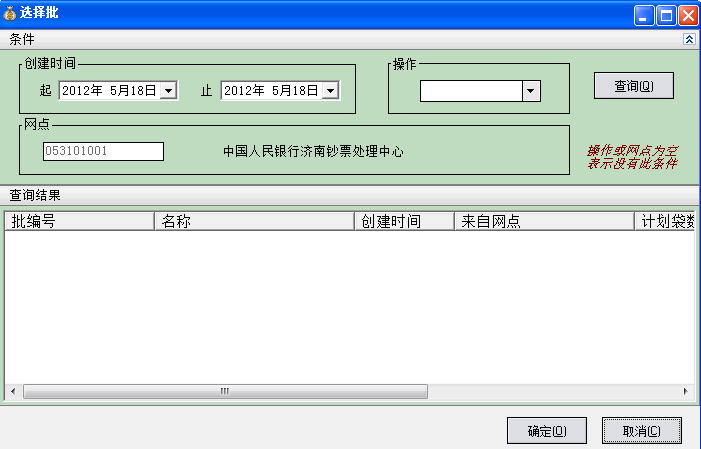 选择批
条件
创建时间
起 2012年 5月18日 止 2012年 5月18日
操作
查询(Q)
网点
053101001 中国人民银行济南钞票处理中心
操作或网点为空
表示没有此条件
查询结果
批编号 名称 创建时间 来自网点 计划袋数
确定(O) 取消(C)